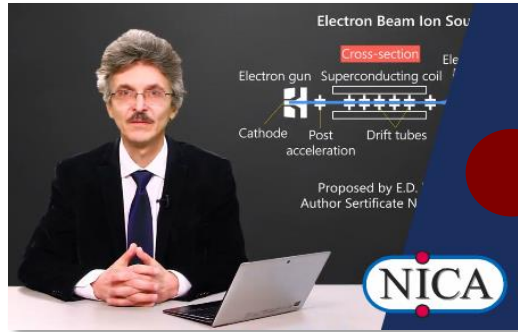 Electron Beam Ion Sou
Cross-section
Ele
Electron gun Superconducting coil
Cathode Post acceleration Drift tubes
Proposed by E.D.
Author Sertificate N
NICA